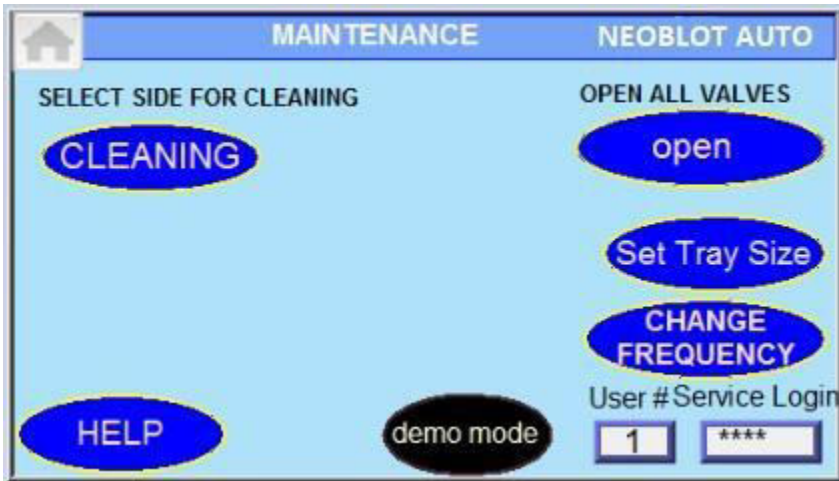 MAINTENANCE NEOBLOT AUTO
SELECT SIDE FOR CLEANING OPEN ALL VALVES
CLEANING open
Set Tray Size
CHANGE
FREQUENCY
User # Service Login
HELP demo mode 1 ****